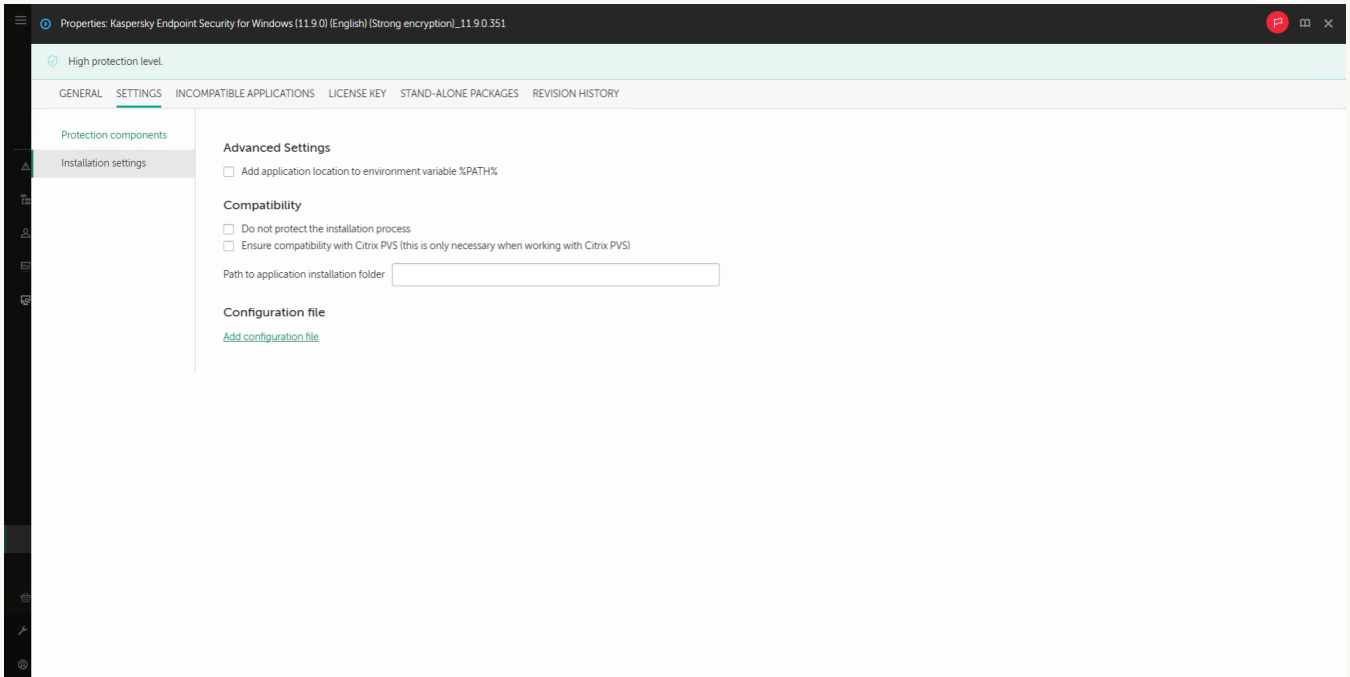 Properties: Kaspersky Endpoint Security for Windows (11.9.0) (English) (Strong encryption)_11.9.0.351
High protection level.
GENERAL SETTINGS INCOMPATIBLE APPLICATIONS LICENSE KEY STAND-ALONE PACKAGES REVISION HISTORY
Protection components
Installation settings
Advanced Settings
Add application location to environment variable %PATH%
Compatibility
Do not protect the installation process
Ensure compatibility with Citrix PVS (this is only necessary when working with Citrix PVS)
Path to application installation folder
Configuration file
Add configuration file